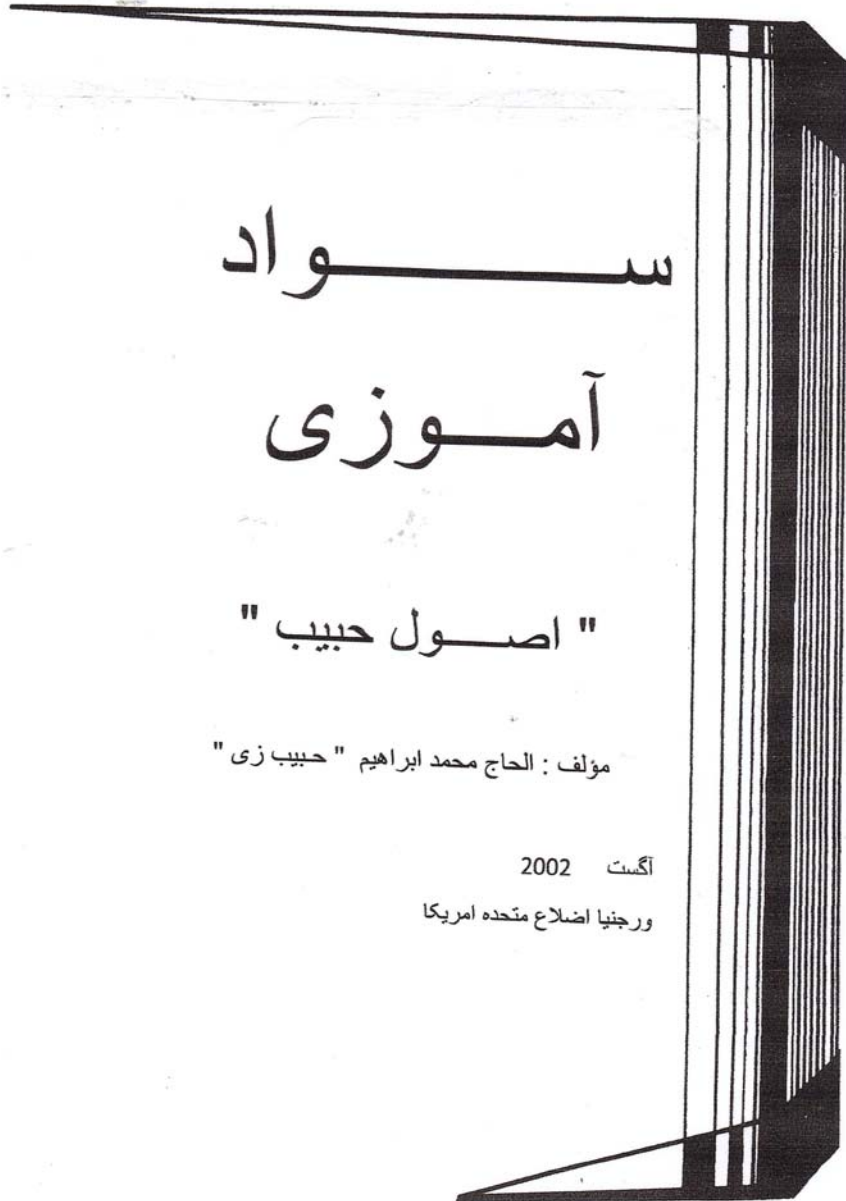 سواد
آموزی
" اصول حبیب "
مؤلف : الحاج محمد ابراهیم " حبیب زی "
آگست 2002
ورجنیا اضلاع متحده امریکا